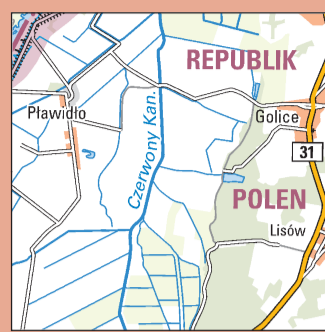 REPUBLIK
Pławidło
Golice
Czerwony Kan.
31
POLEN
Lisów